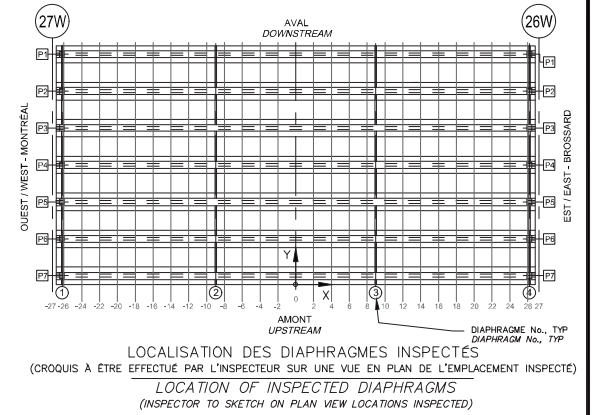 27W
26W
AVAL
DOWNSTREAM
P1
P2
P3
P4
P5
P6
P7
P1
P2
P3
P4
P5
P6
P7
OUEST / WEST - MONTRÉAL
EST / EAST - BROSSARD
Y
X
1
2
3
4
-27 -26 -24 -22 -20 -18 -16 -14 -12 -10 -8 -6 -4 -2 0 2 4 6 8 10 12 14 16 18 20 22 24 26 27
AMONT
UPSTREAM
DIAPHRAGME No., TYP
DIAPHRAGM No., TYP
LOCALISATION DES DIAPHRAGMES INSPECTÉS
(CROQUIS À ÊTRE EFFECTUÉ PAR L'INSPECTEUR SUR UNE VUE EN PLAN DE L'EMPLACEMENT INSPECTÉ)
LOCATION OF INSPECTED DIAPHRAGMS
(INSPECTOR TO SKETCH ON PLAN VIEW LOCATIONS INSPECTED)